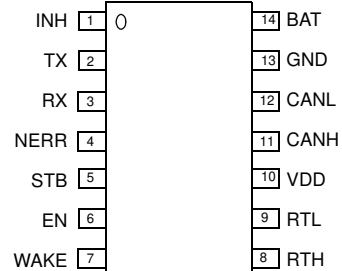 INH 1 14 BAT
TX 2 13 GND
RX 3 12 CANL
NERR 4 11 CANH
STB 5 10 VDD
EN 6 9 RTL
WAKE 7 8 RTH